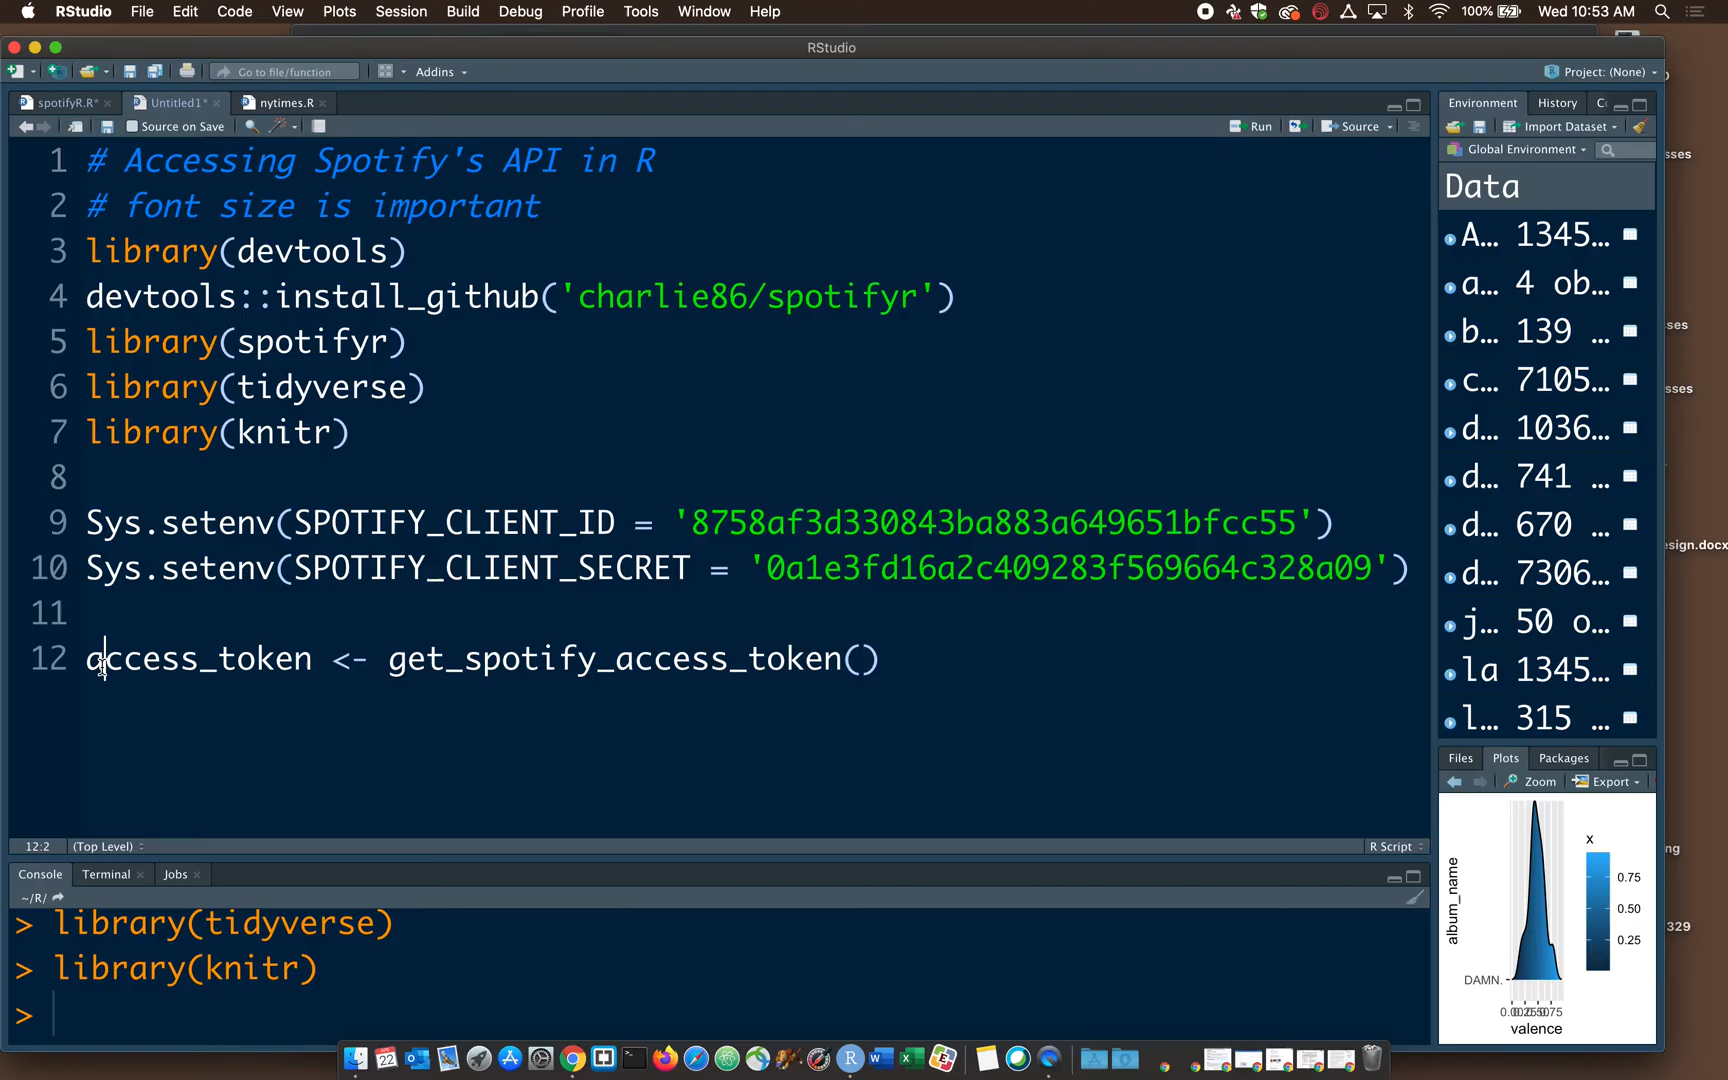 RStudio File Edit Code View Plots Session Build Debug Profile Tools Window Help 100% Wed 10:53 AM
RStudio
Go to file/function Addins Project: (None)
spotifyR.R* Untitled1* nytimes.R
Source on Save Run Source
1 # Accessing Spotify's API in R
2 # font size is important
3 library(devtools)
4 devtools::install_github('charlie86/spotifyr')
5 library(spotifyr)
6 library(tidyverse)
7 library(knitr)
8
9 Sys.setenv(SPOTIFY_CLIENT_ID = '8758af3d330843ba883a649651bfcc55')
10 Sys.setenv(SPOTIFY_CLIENT_SECRET = '0a1e3fd16a2c409283f569664c328a09')
11
12 access_token <- get_spotify_access_token()
12:2 (Top Level) R Script
Console Terminal Jobs
~/R/
> library(tidyverse)
> library(knitr)
>
Environment History
Import Dataset
Global Environment
Data
A... 1345...
a... 4 ob...
b... 139 ...
c... 7105...
d... 1036...
d... 741 ...
d... 670 ...
d... 7306...
j... 50 o...
la 1345...
l... 315 ...
Files Plots Packages
Zoom Export
x
0.75
0.50
0.25
album_name
DAMN.
valence
esign.docx
22